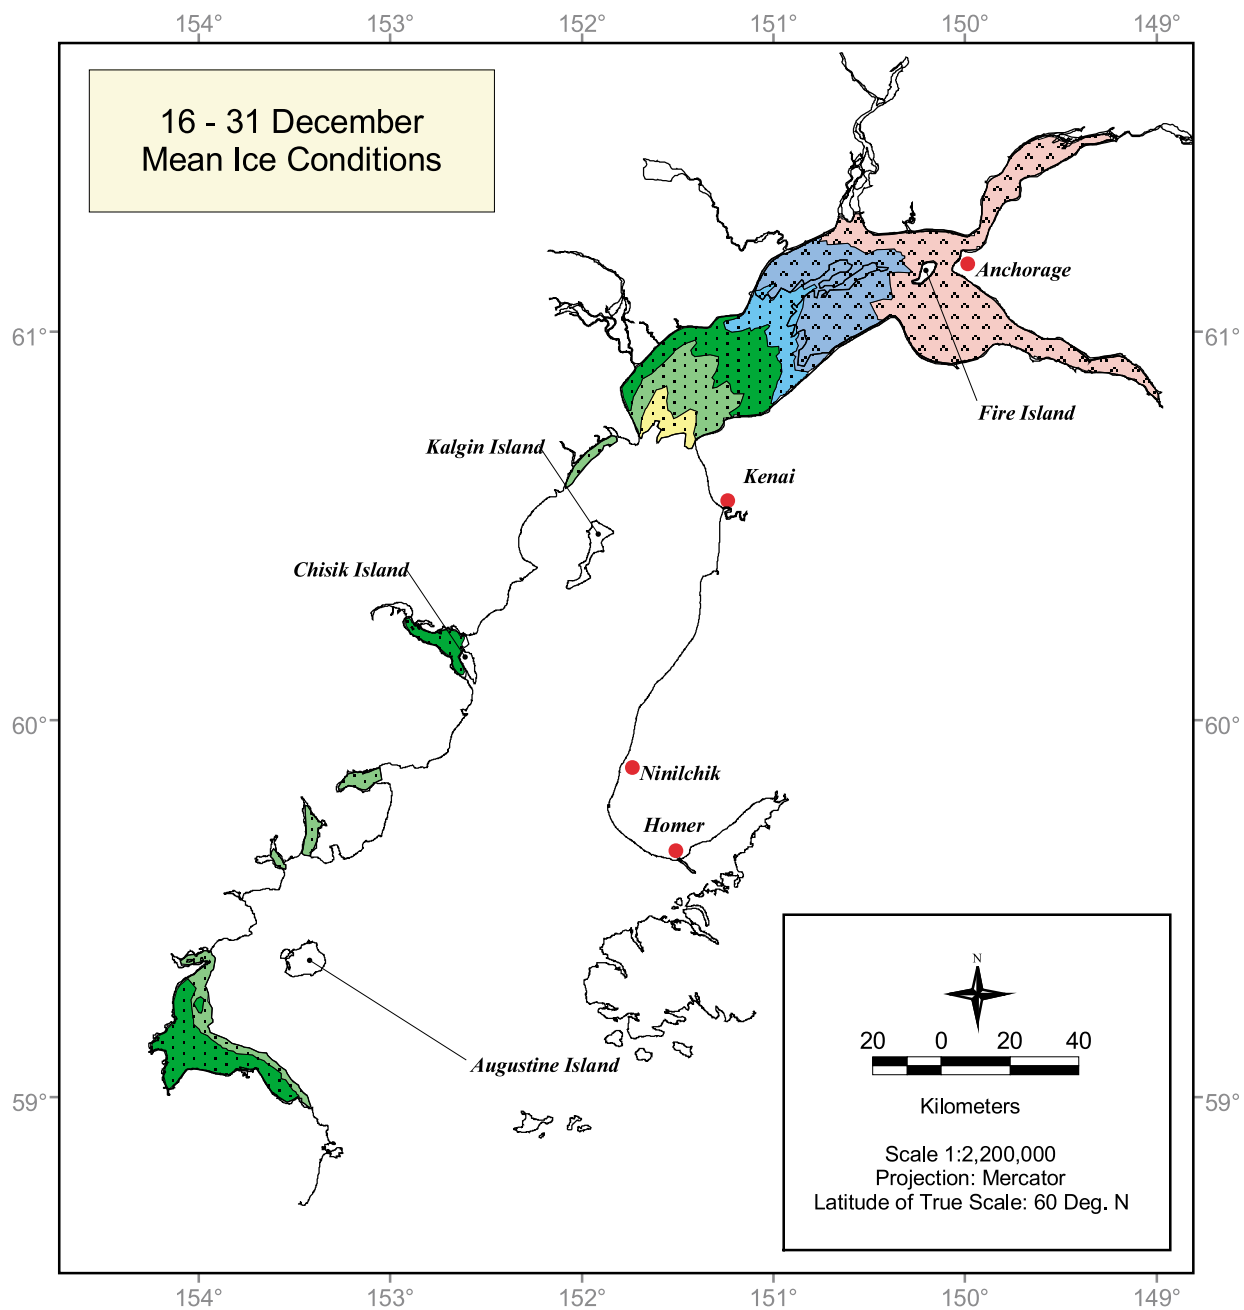 154° 153° 152° 151° 150° 149°
16 - 31 December
Mean Ice Conditions
Anchorage
61° 61°
Fire Island
Kalgin Island
Kenai
Chisik Island
60° 60°
Ninilchik
Homer
N
20 0 20 40
Augustine Island
59° 59°
Kilometers
Scale 1:2,200,000
Projection: Mercator
Latitude of True Scale: 60 Deg. N
154° 153° 152° 151° 150° 149°